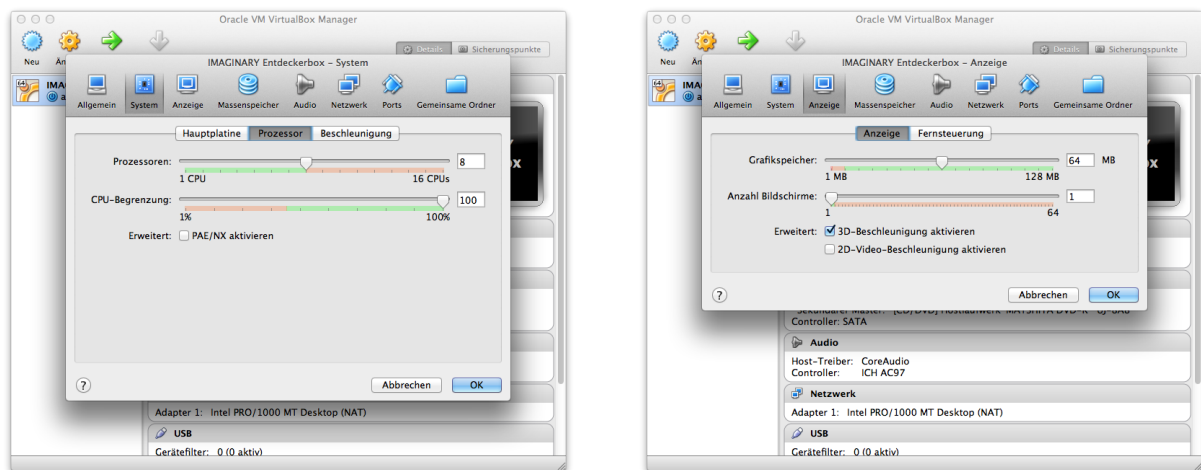 Oracle VM VirtualBox Manager
Neu
Details
Sicherungspunkte
IMAGINARY Entdeckerbox – System
Allgemein System Anzeige Massenspeicher Audio Netzwerk Ports Gemeinsame Ordner
Hauptplatine Prozessor Beschleunigung
Prozessoren: 8
1 CPU 16 CPUs
CPU-Begrenzung: 100
1% 100%
Erweitert: PAE/NX aktivieren
? Abbrechen OK
Adapter 1: Intel PRO/1000 MT Desktop (NAT)
USB
Gerätefilter: 0 (0 aktiv)
Oracle VM VirtualBox Manager
Neu
Details
Sicherungspunkte
IMAGINARY Entdeckerbox – Anzeige
64
Allgemein System Anzeige Massenspeicher Audio Netzwerk Ports Gemeinsame Ordner
Anzeige Fernsteuerung
Grafikspeicher: 64 MB
1 MB 128 MB
Anzahl Bildschirme: 1
1 64
Erweitert: 3D-Beschleunigung aktivieren
2D-Video-Beschleunigung aktivieren
? Abbrechen OK
Controller: SATA
Audio
Host-Treiber: CoreAudio
Controller: ICH AC97
Netzwerk
Adapter 1: Intel PRO/1000 MT Desktop (NAT)
USB
Gerätefilter: 0 (0 aktiv)